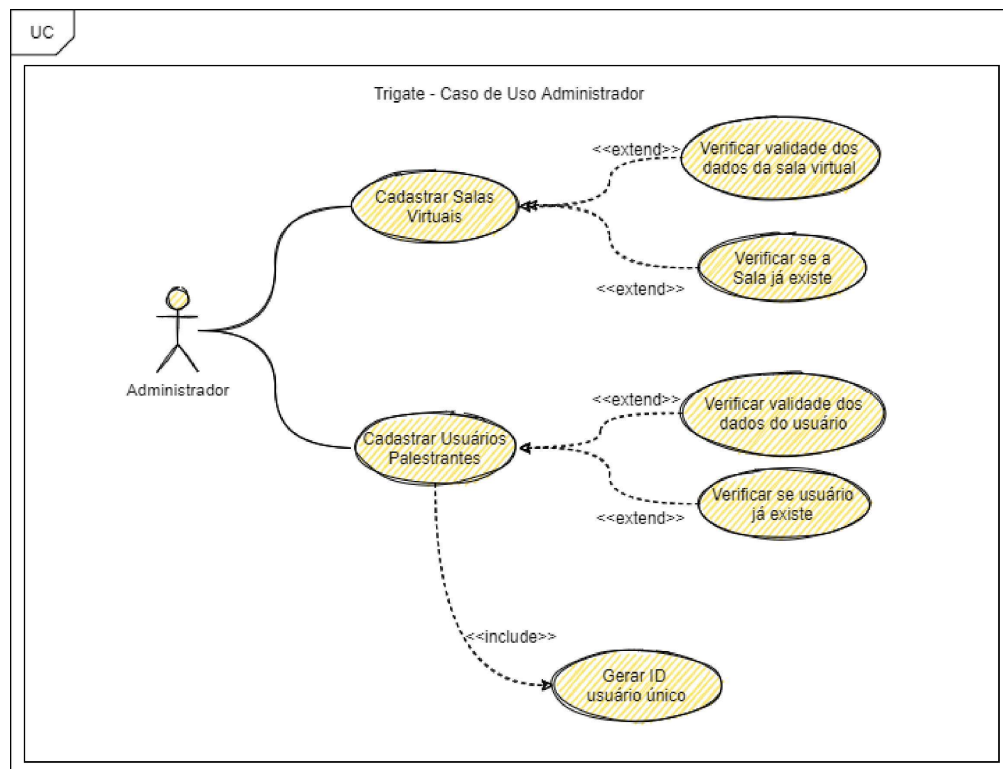 UC
Trigate - Caso de Uso Administrador
<<extend>>
Verificar validade dos
dados da sala virtual
Cadastrar Salas
Virtuais
Verificar se a
Sala já existe
<<extend>>
Administrador
<<extend>>
Verificar validade dos
dados do usuário
Cadastrar Usuários
Palestrantes
Verificar se usuário
já existe
<<extend>>
<<include>>
Gerar ID
usuário único